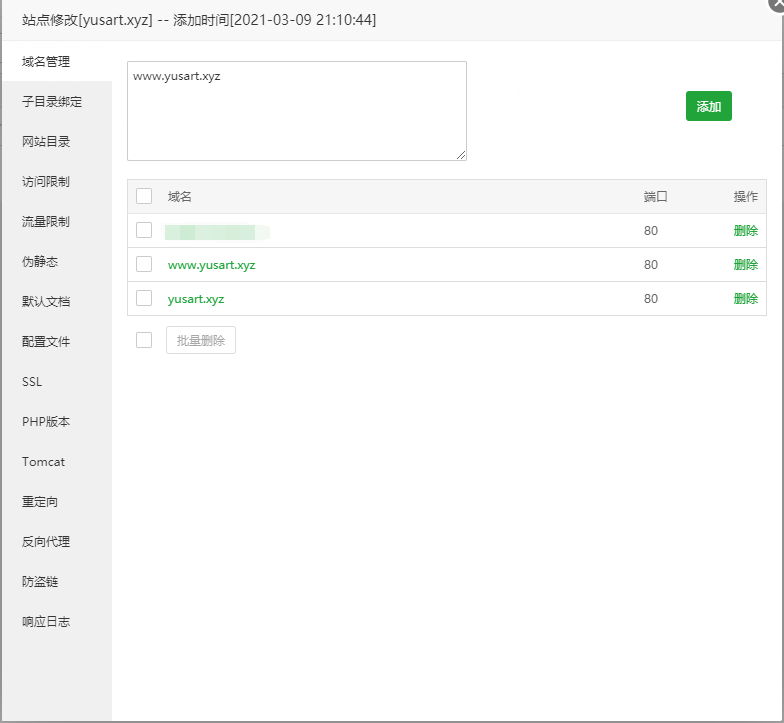 站点修改[yusart.xyz] -- 添加时间[2021-03-09 21:10:44]
域名管理
子目录绑定
网站目录
访问限制
流量限制
伪静态
默认文档
配置文件
SSL
PHP版本
Tomcat
重定向
反向代理
防盗链
响应日志
www.yusart.xyz
添加
域名 端口 操作
80 删除
www.yusart.xyz 80 删除
yusart.xyz 80 删除
批量删除